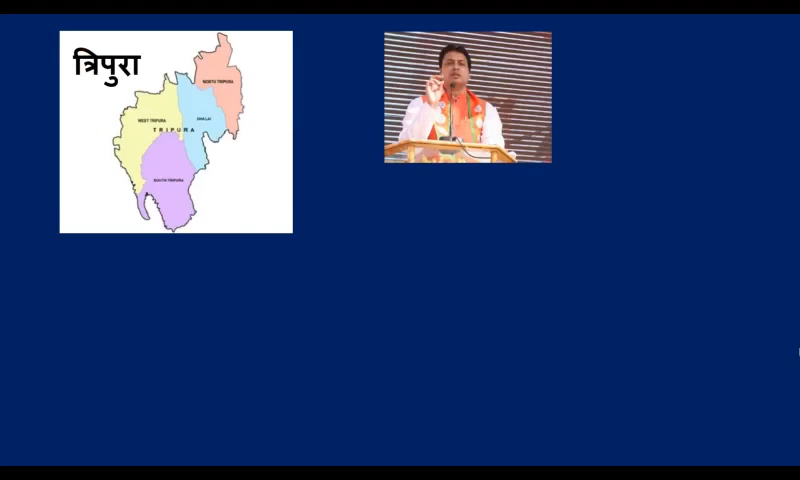 त्रिपुरा
NORTH TRIPURA
WEST TRIPURA
DHALAI
TRIPURA
SOUTH TRIPURA